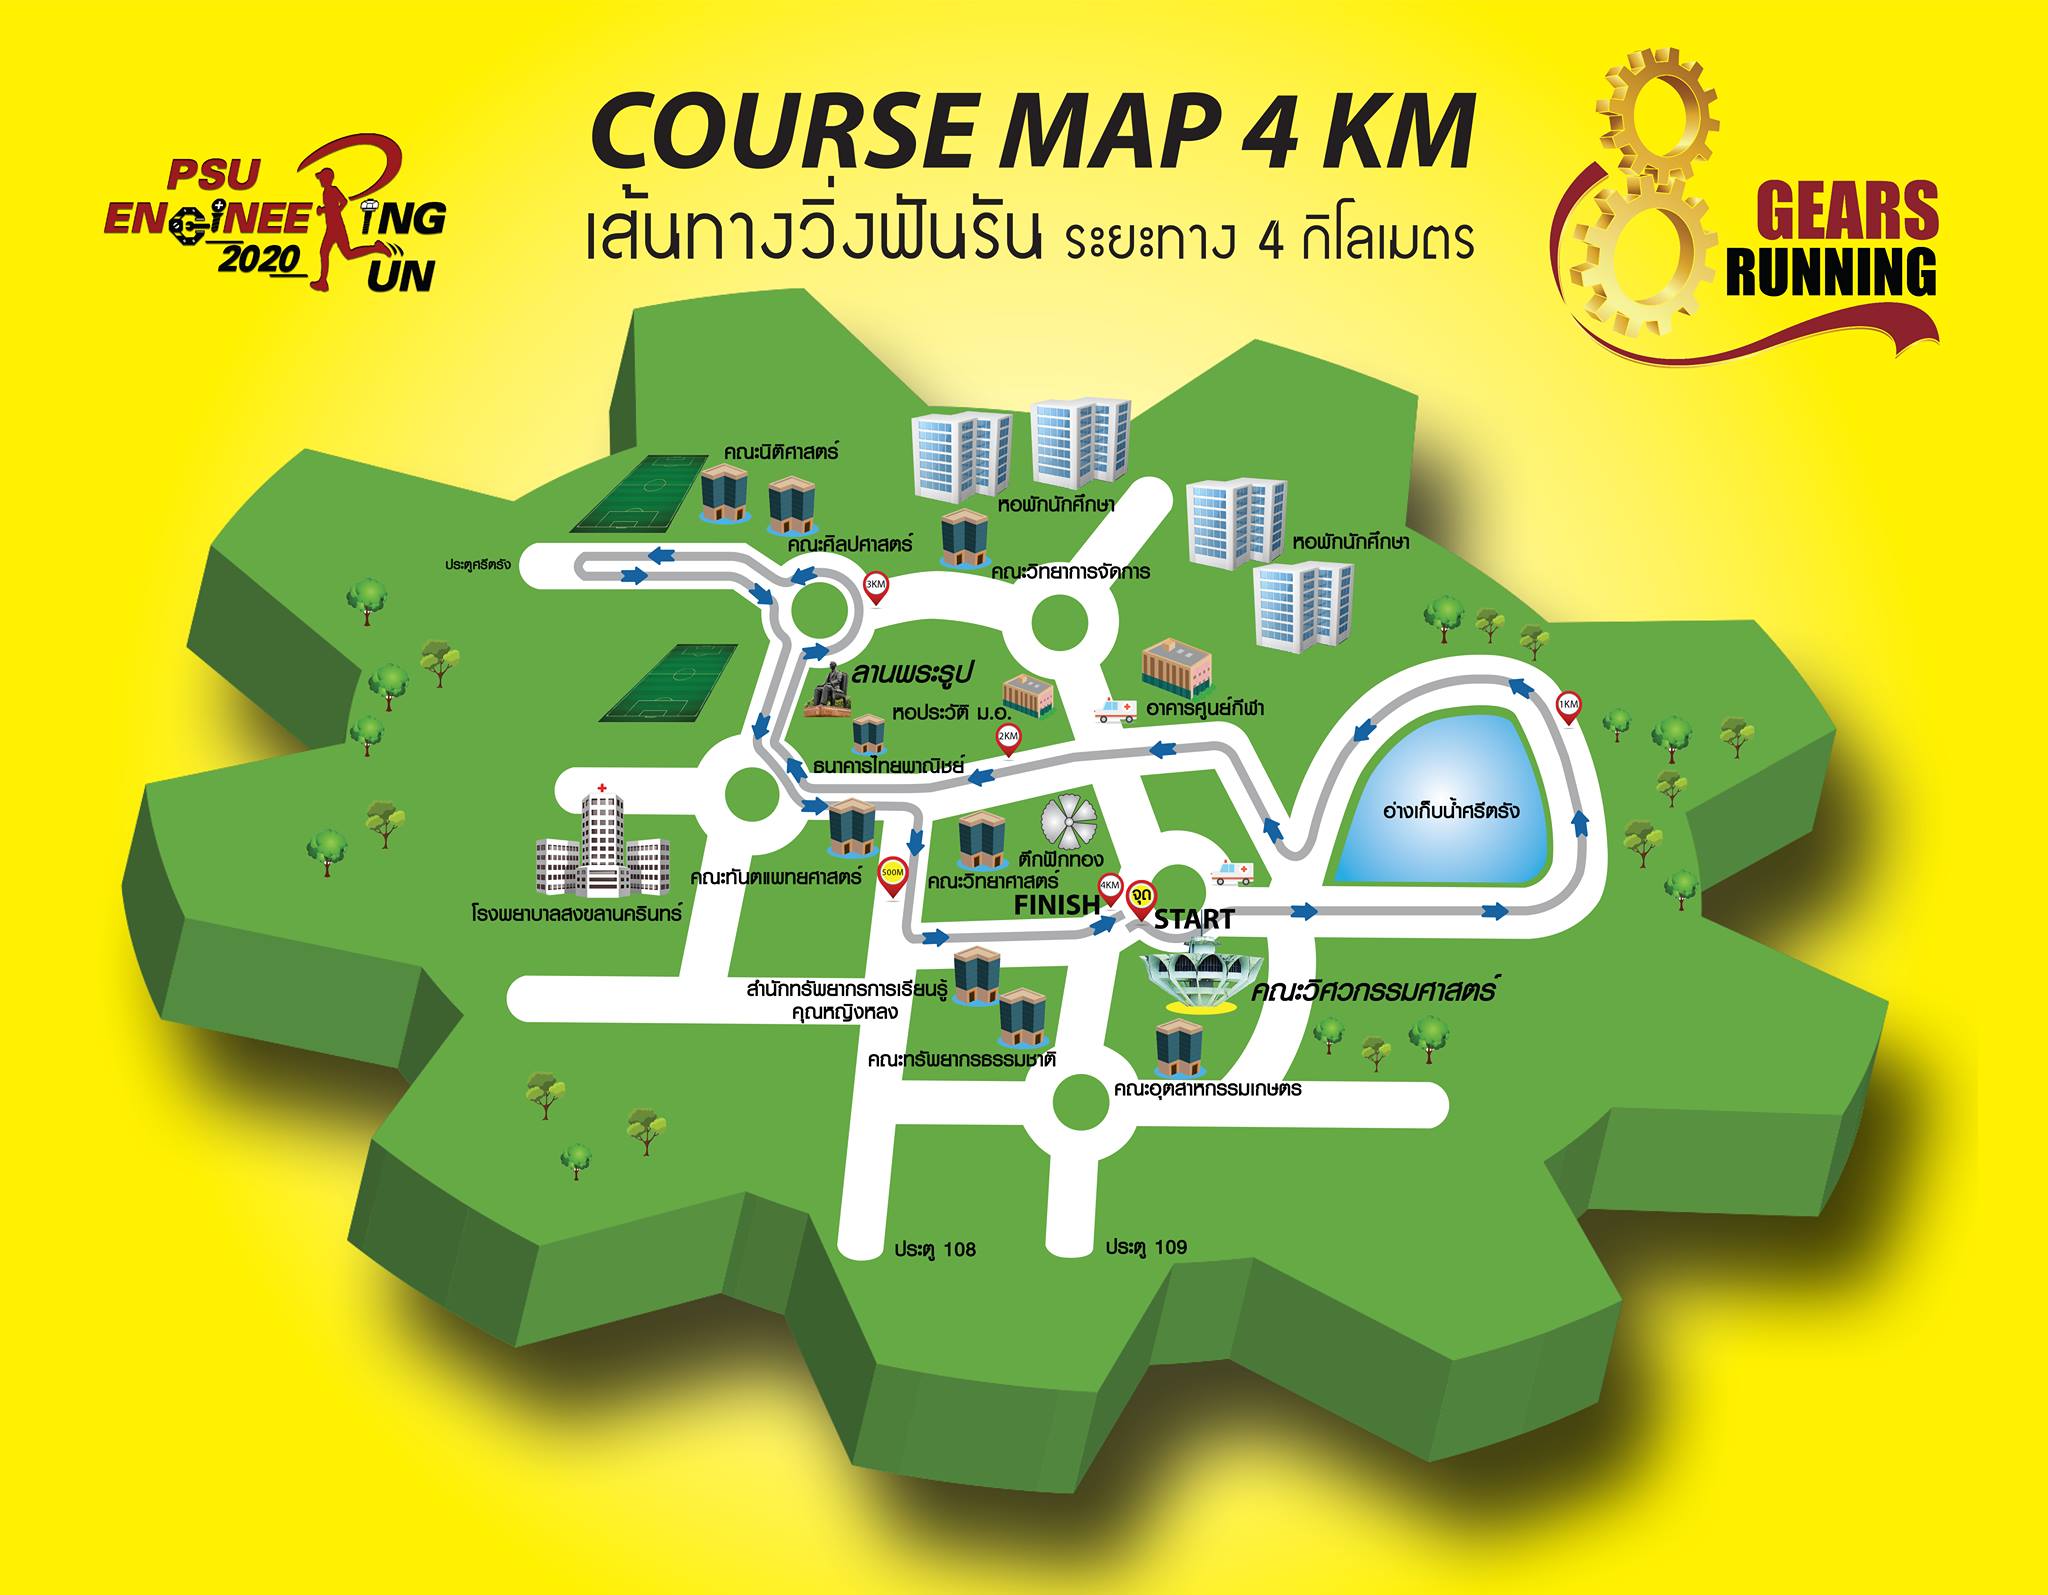 COURSE MAP 4 KM
เส้นทางวิ่งฟันรัน ระยะทาง 4 กิโลเมตร
PSU
ENGINEERING
2020 RUN
GEARS
RUNNING
คณะนิติศาสตร์
คณะศิลปศาสตร์
หอพักนักศึกษา
คณะวิทยาการจัดการ
หอพักนักศึกษา
ประตูศรีตรัง
3KM
ลานพระรูป
หอประวัติ ม.อ.
อาคารศูนย์กีฬา
1KM
2KM
ธนาคารไทยพาณิชย์
อ่างเก็บน้ำศรีตรัง
ตึกฟักทอง
คณะทันตแพทยศาสตร์
500M
คณะวิทยาศาสตร์
4KM
จุด
FINISH
START
โรงพยาบาลสงขลานครินทร์
สำนักทรัพยากรการเรียนรู้
คุณหญิงหลง
คณะวิศวกรรมศาสตร์
คณะทรัพยากรธรรมชาติ
คณะอุตสาหกรรมเกษตร
ประตู 108
ประตู 109